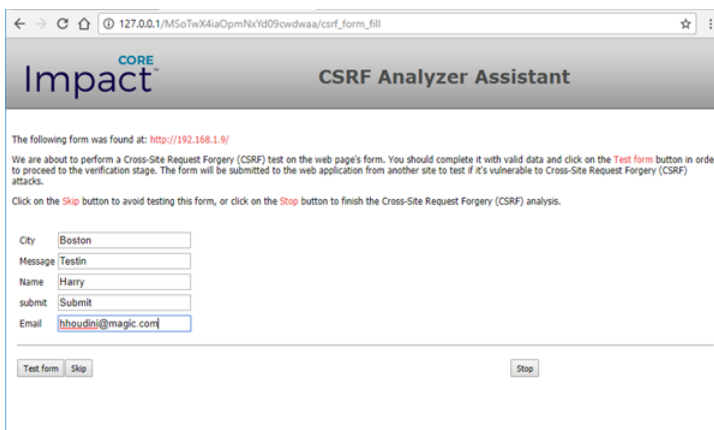 127.0.0.1/MSoTwX4iaOpmNxYd09cwdwaa/csrf_form_fill
CORE
Impact™
CSRF Analyzer Assistant
The following form was found at: http://192.168.1.9/
We are about to perform a Cross-Site Request Forgery (CSRF) test on the web page's form. You should complete it with valid data and click on the Test form button in orde
to proceed to the verification stage. The form will be submitted to the web application from another site to test if it's vulnerable to Cross-Site Request Forgery (CSRF)
attacks.
Click on the Skip button to avoid testing this form, or click on the Stop button to finish the Cross-Site Request Forgery (CSRF) analysis.
City Boston
Message Testin
Name Harry
submit Submit
Email hhoudini@magic.com
Test form Skip Stop